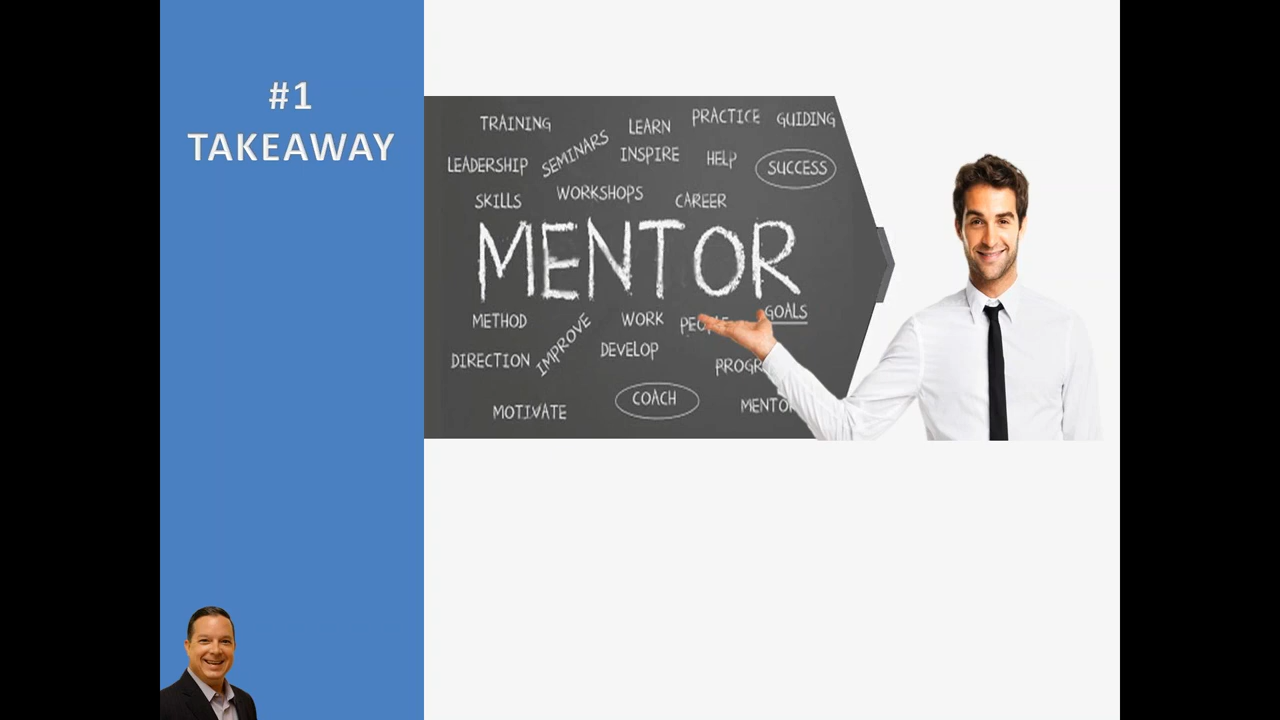 #1
TAKEAWAY
TRAINING
LEARN
PRACTICE
GUIDING
LEADERSHIP
SEMINARS
INSPIRE
HELP
SUCCESS
SKILLS
WORKSHOPS
CAREER
MENTOR
METHOD
IMPROVE
WORK
GOALS
DIRECTION
DEVELOP
MOTIVATE
COACH